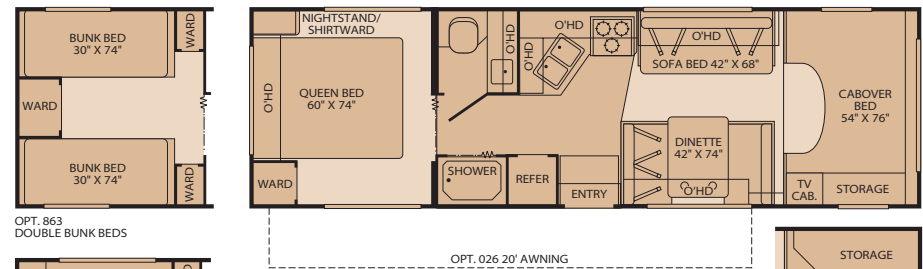 BUNK BED
30" X 74"
WARD
WARD
BUNK BED
30" X 74"
WARD
OPT. 863
DOUBLE BUNK BEDS
NIGHTSTAND/
SHIRTWARD
O'HD
QUEEN BED
60" X 74"
WARD
O'HD
O'HD
O'HD
SHOWER
REFER
ENTRY
O'HD
SOFA BED 42" X 68"
DINETTE
42" X 74"
O'HD
CABOVER
BED
54" X 76"
TV
CAB.
STORAGE
OPT. 026 20' AWNING
STORAGE